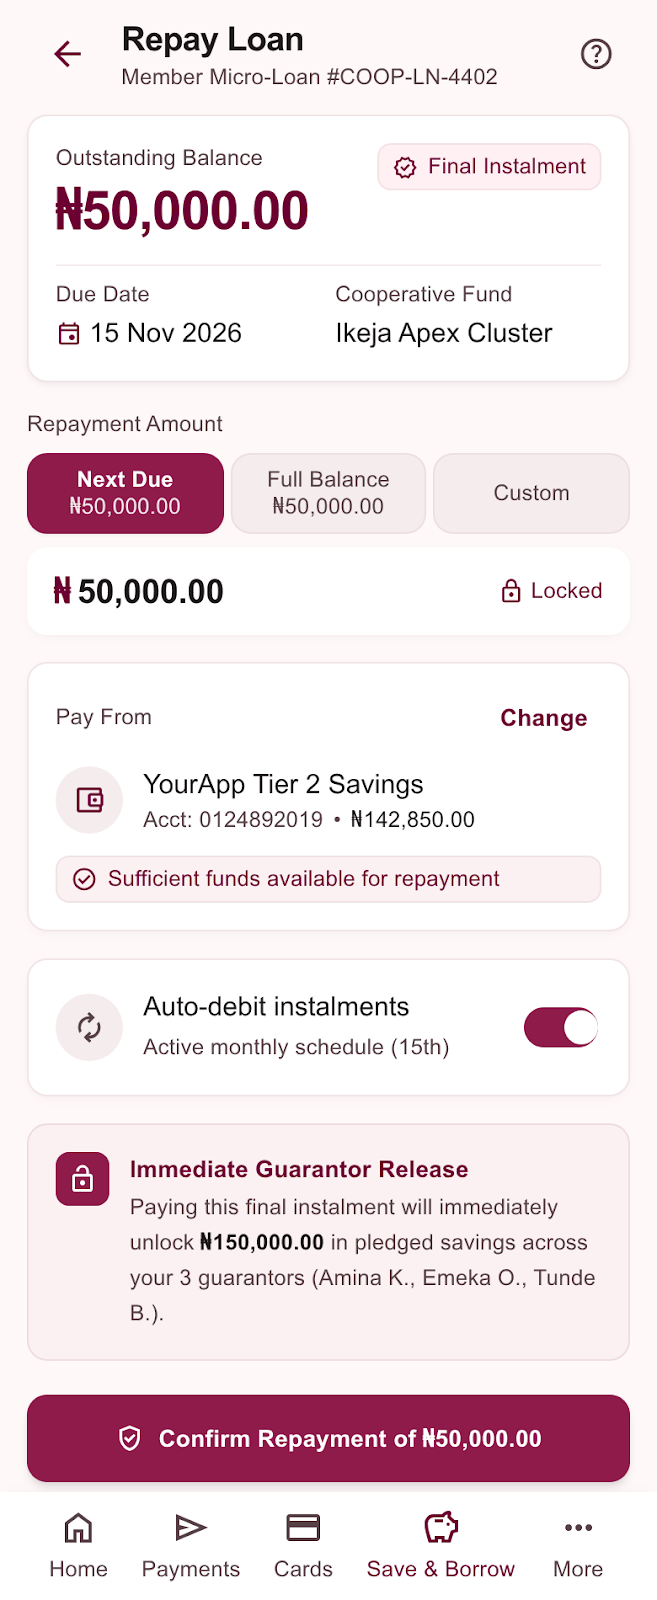 Repay Loan
Member Micro-Loan #COOP-LN-4402
Outstanding Balance
Final Instalment
₦50,000.00
Due Date
Cooperative Fund
15 Nov 2026
Ikeja Apex Cluster
Repayment Amount
Next Due
₦50,000.00
Full Balance
₦50,000.00
Custom
₦ 50,000.00
Locked
Pay From
Change
YourApp Tier 2 Savings
Acct: 0124892019 • ₦142,850.00
Sufficient funds available for repayment
Auto-debit instalments
Active monthly schedule (15th)
Immediate Guarantor Release
Paying this final instalment will immediately
unlock ₦150,000.00 in pledged savings across
your 3 guarantors (Amina K., Emeka O., Tunde
B.).
Confirm Repayment of ₦50,000.00
Home
Payments
Cards
Save & Borrow
More